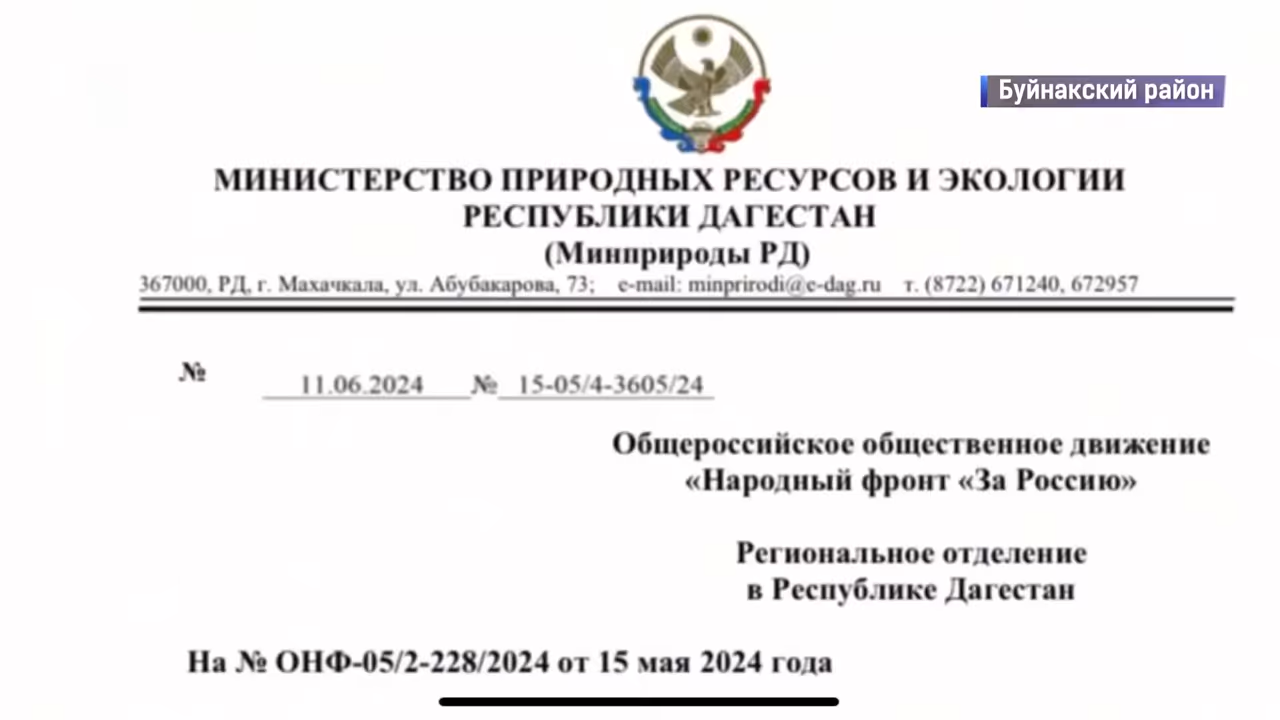 Буйнакский район
МИНИСТЕРСТВО ПРИРОДНЫХ РЕСУРСОВ И ЭКОЛОГИИ
РЕСПУБЛИКИ ДАГЕСТАН
(Минприроды РД)
367000, РД, г. Махачкала, ул. Абубакарова, 73; e-mail: minprirodi@e-dag.ru т. (8722) 671240, 672957
№ 11.06.2024 № 15-05/4-3605/24
Общероссийское общественное движение
«Народный фронт «За Россию»
Региональное отделение
в Республике Дагестан
На № ОНФ-05/2-228/2024 от 15 мая 2024 года